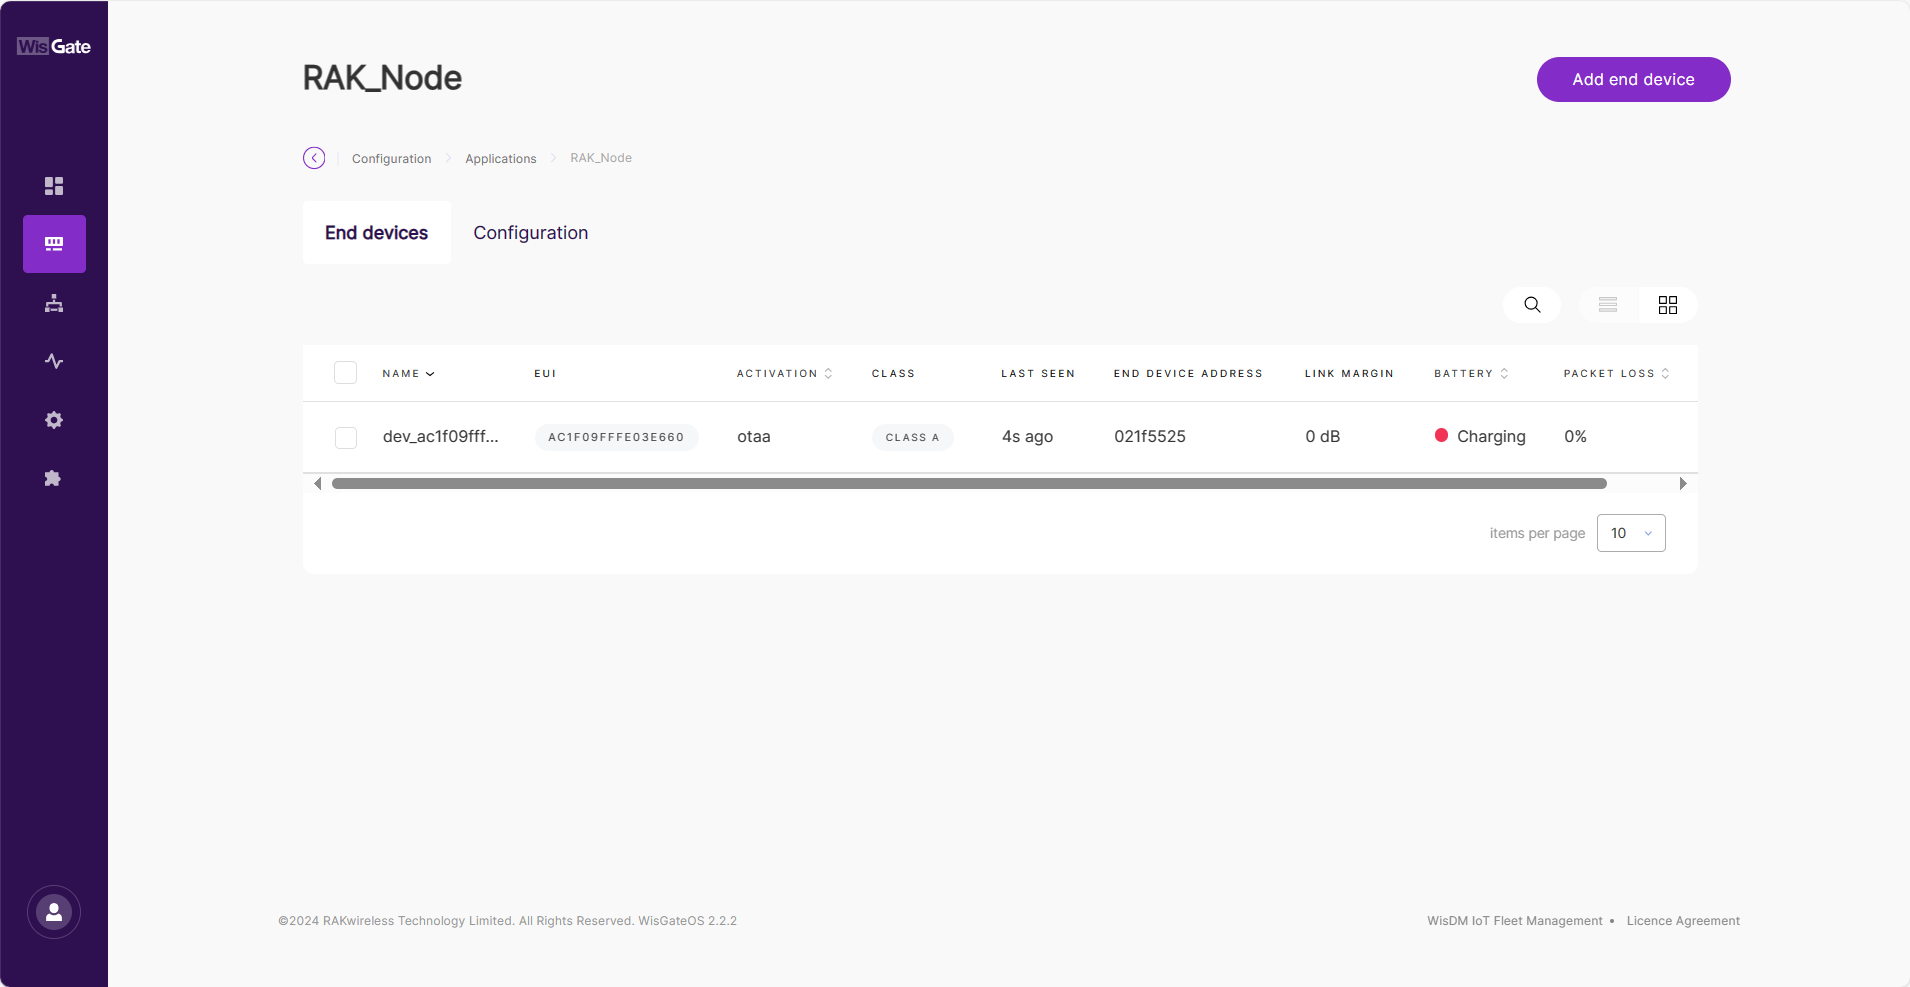 WisGate
RAK_Node
Add end device
Configuration
Applications
RAK_Node
End devices
Configuration
NAME EUI ACTIVATION CLASS LAST SEEN END DEVICE ADDRESS LINK MARGIN BATTERY PACKET LOSS
dev_ac1f09fff... AC1F09FFFE03E660 otaa CLASS A 4s ago 021f5525 0 dB Charging 0%
items per page 10
©2024 RAKwireless Technology Limited. All Rights Reserved. WisGateOS 2.2.2
WisDM IoT Fleet Management • Licence Agreement